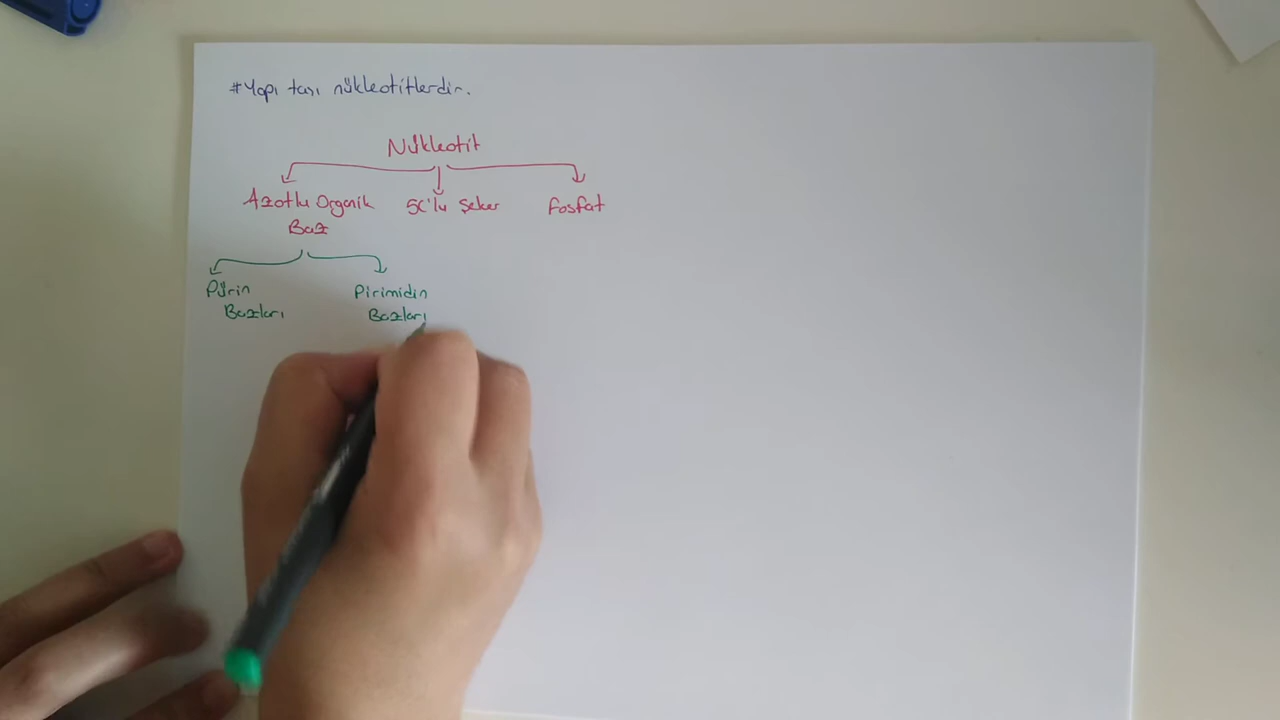 #Yapı taşı nükleotitlerdir.
Nükleotit
Azotlu Organik Baz
5C'lu Şeker
Fosfat
Pürin Bazları
Pirimidin Bazları